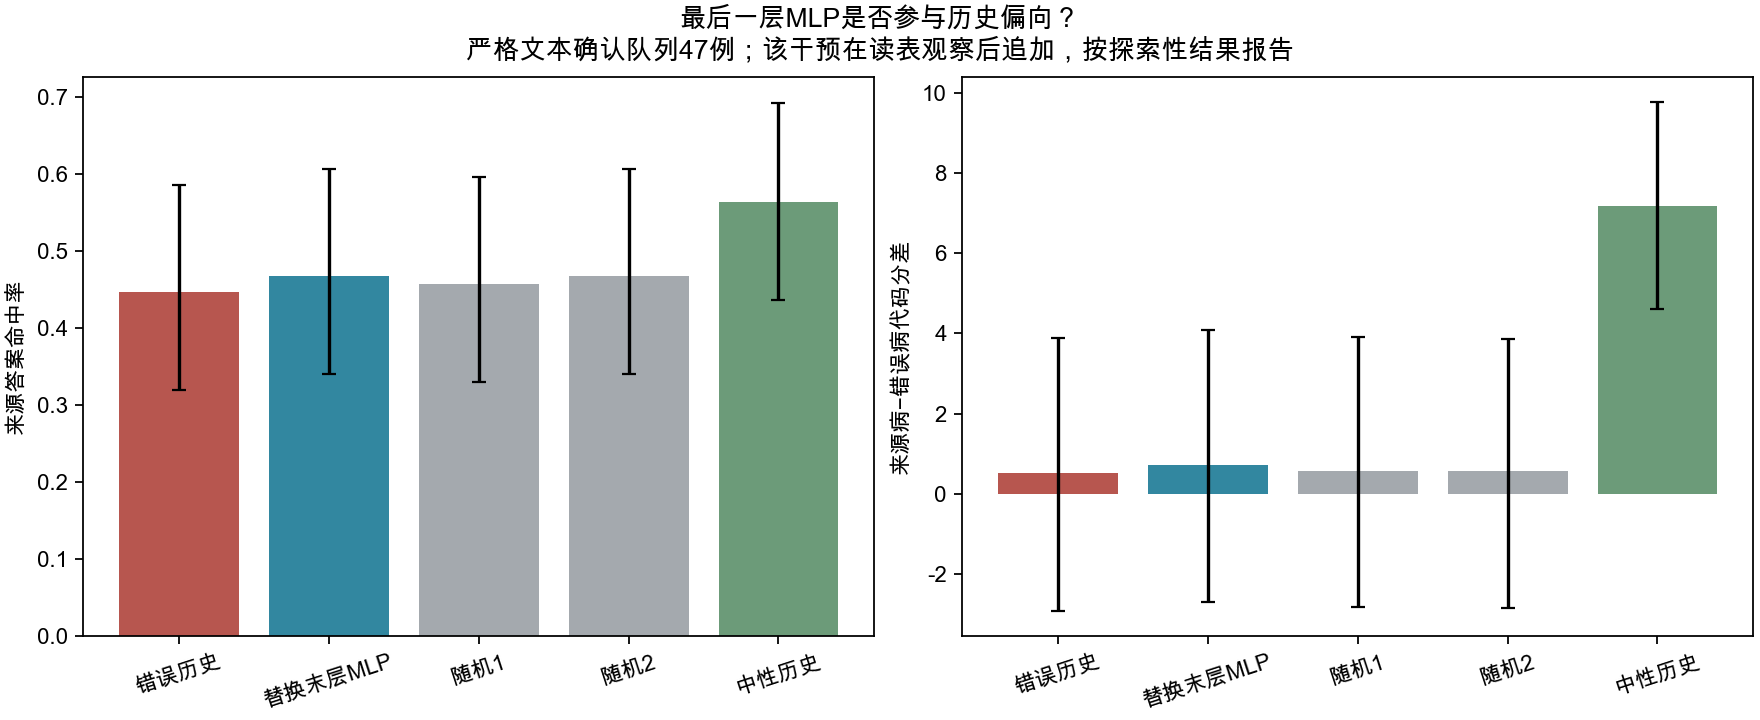 最后一层MLP是否参与历史偏向？
严格文本确认队列47例；该干预在读表观察后追加，按探索性结果报告
来源答案命中率
0.7
0.6
0.5
0.4
0.3
0.2
0.1
0.0
错误历史
替换末层MLP
随机1
随机2
中性历史
来源病-错误病代码分差
10
8
6
4
2
0
-2
错误历史
替换末层MLP
随机1
随机2
中性历史